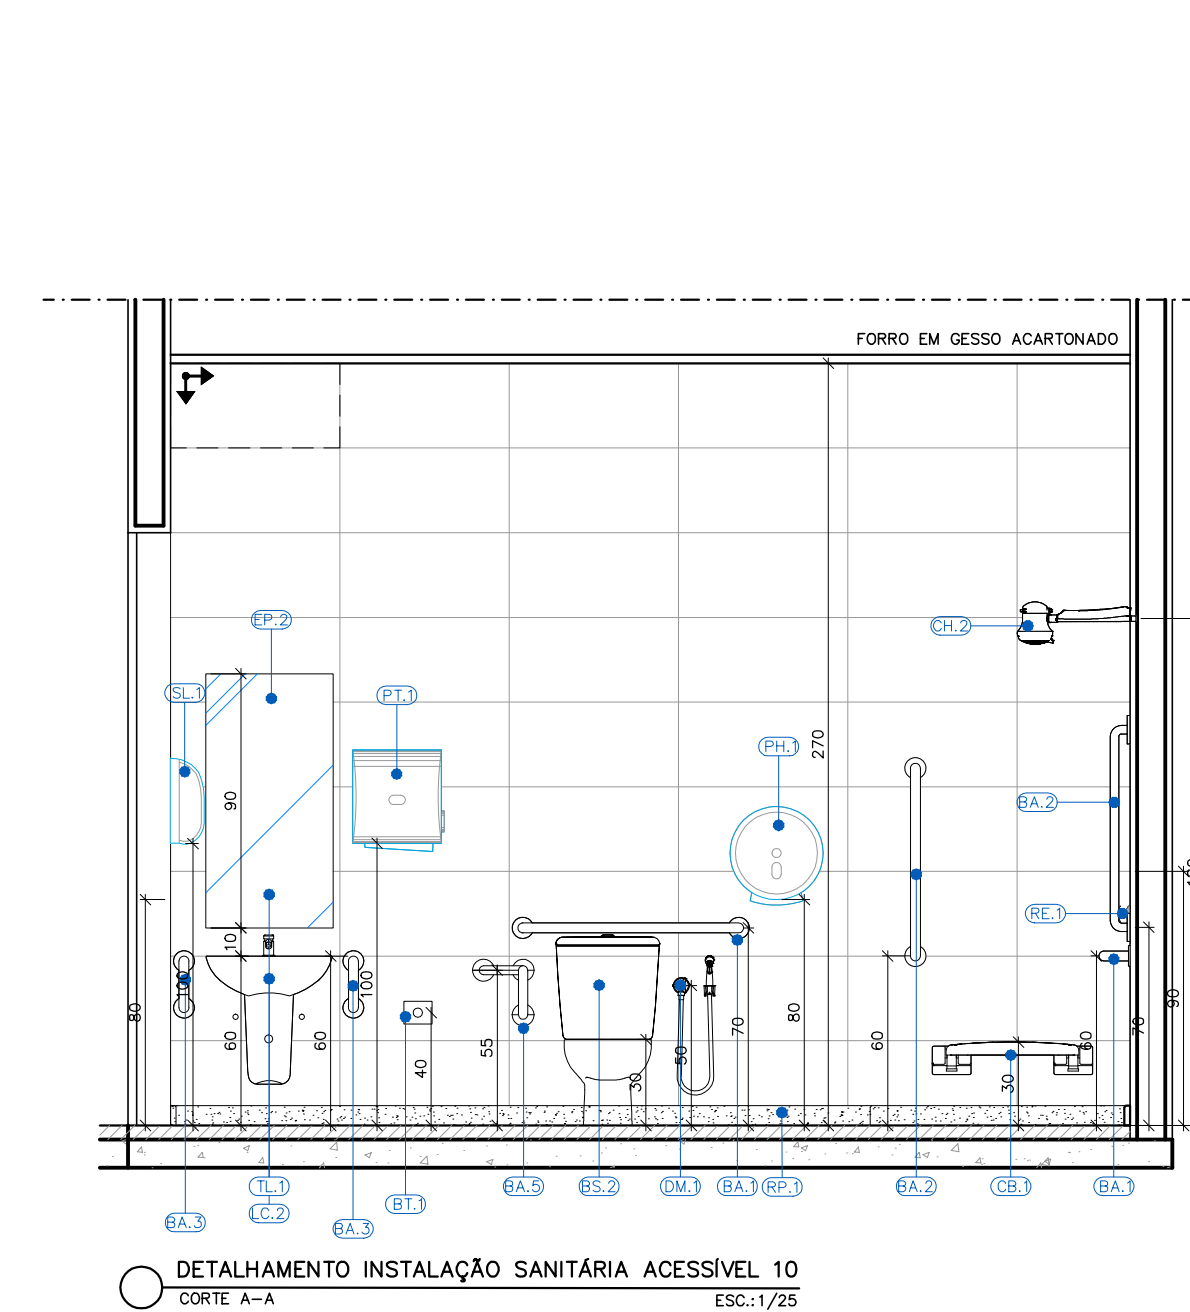 FORRO EM GESSO ACARTONADO
EP.2
CH.2
SL.1
PT.1
PH.1
270
90
BA.2
RE.1
10
100
80
60
60
40
55
30
50
70
80
60
30
60
70
90
TL.1
LC.2
BA.3
BA.3
BT.1
BA.5
BS.2
DM.1
BA.1
RP.1
BA.2
CB.1
BA.1
DETALHAMENTO INSTALAÇÃO SANITÁRIA ACESSÍVEL 10
CORTE A-A
ESC.:1/25